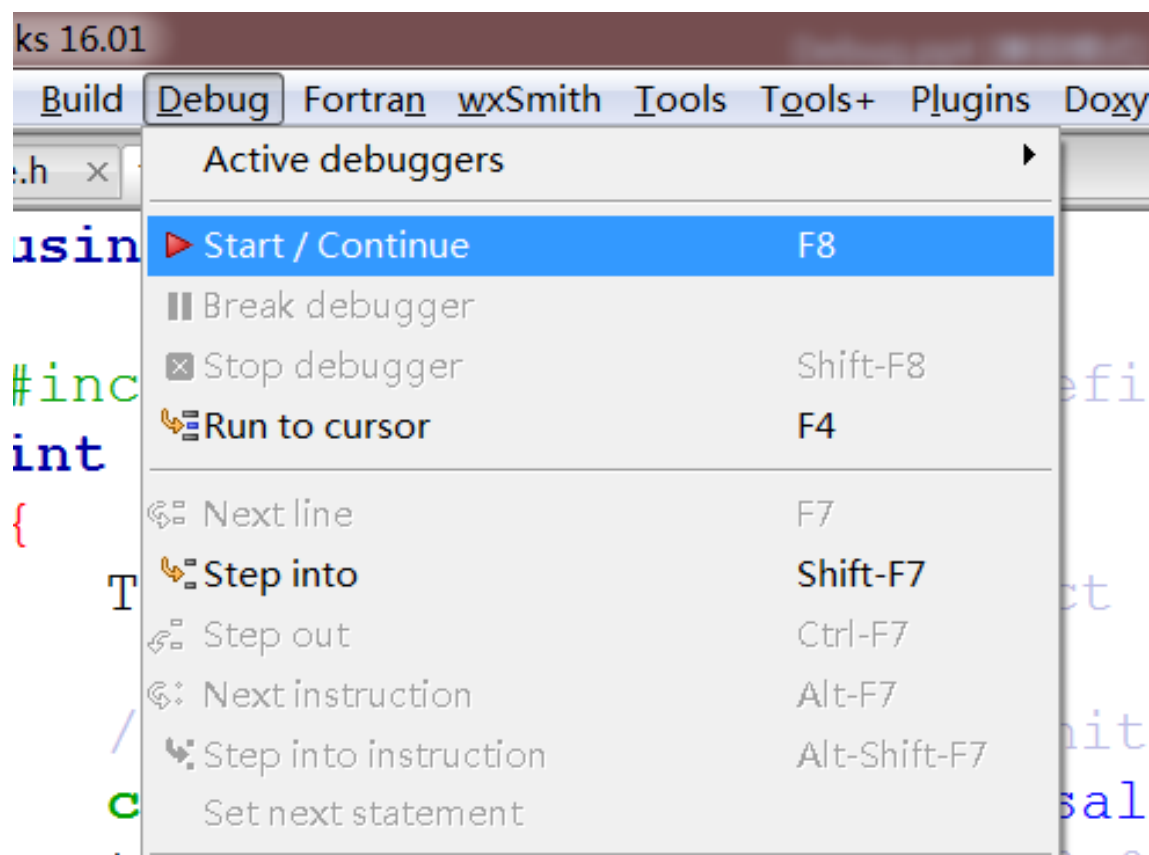 ks 16.01
Build Debug Fortran wxSmith Tools Tools+ Plugins Doxy
.h ×
Active debuggers
usin
Start / Continue F8
Break debugger
#inc
Stop debugger Shift-F8
efi
Run to cursor F4
int
{
Next line F7
T
Step into Shift-F7
ct
Step out Ctrl-F7
Next instruction Alt-F7
/
nit
Step into instruction Alt-Shift-F7
c
sal
Set next statement